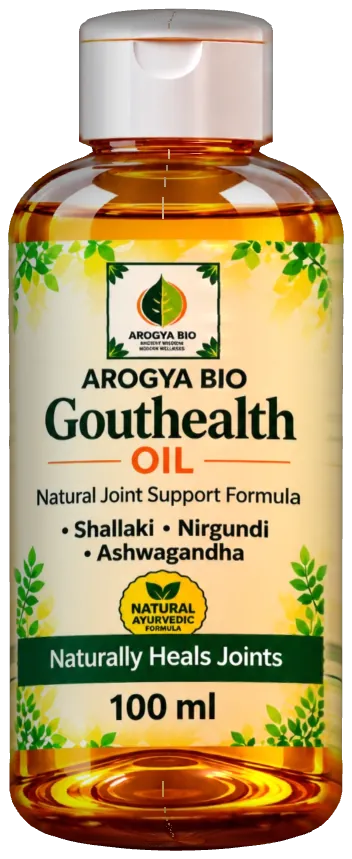 AROGYA BIO
ANCIENT WISDOM
MODERN WELLNESS
AROGYA BIO
Gouthealth
OIL
Natural Joint Support Formula
• Shallaki • Nirgundi
• Ashwagandha
NATURAL
AYURVEDIC
FORMULA
Naturally Heals Joints
100 ml